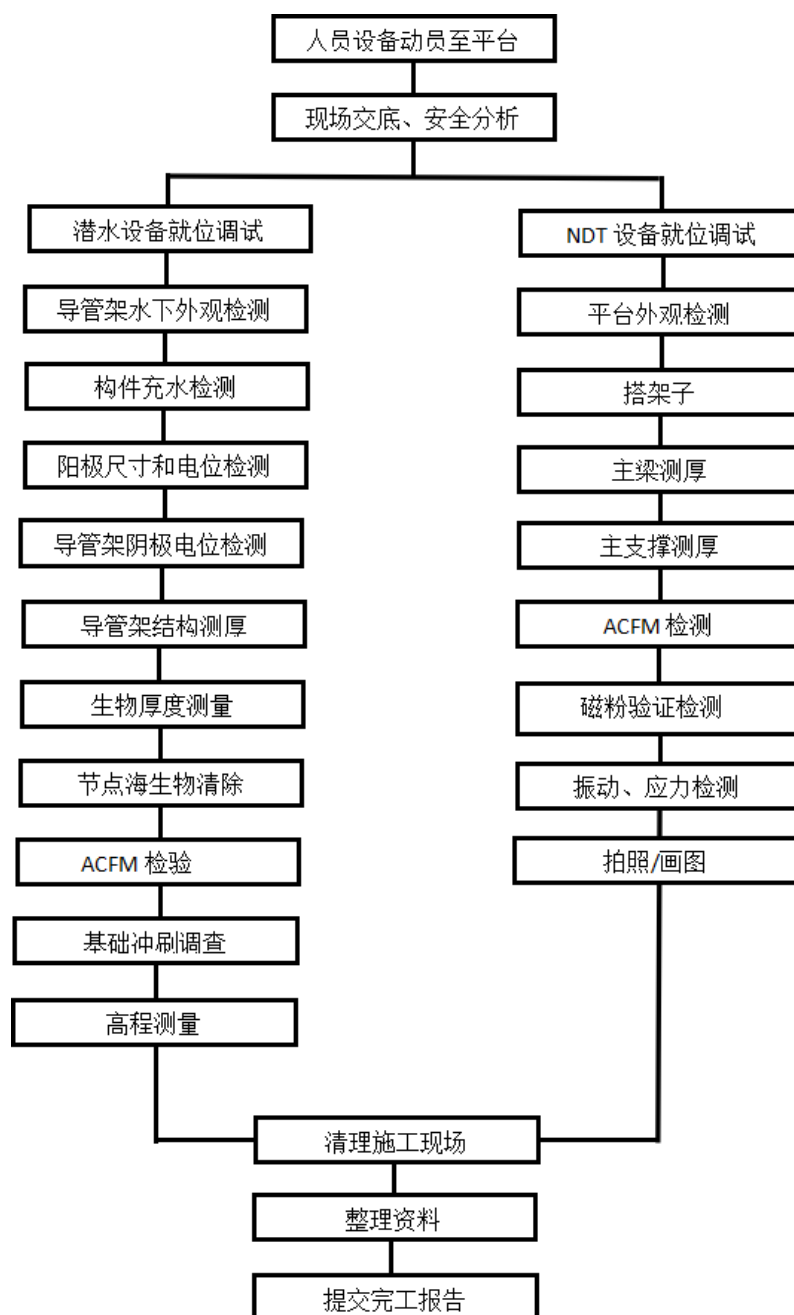 人员设备动员至平台
现场交底、安全分析
潜水设备就位调试
导管架水下外观检测
构件充水检测
阳极尺寸和电位检测
导管架阴极电位检测
导管架结构测厚
生物厚度测量
节点海生物清除
ACFM 检验
基础冲刷调查
高程测量
NDT 设备就位调试
平台外观检测
搭架子
主梁测厚
主支撑测厚
ACFM 检测
磁粉验证检测
振动、应力检测
拍照/画图
清理施工现场
整理资料
提交完工报告